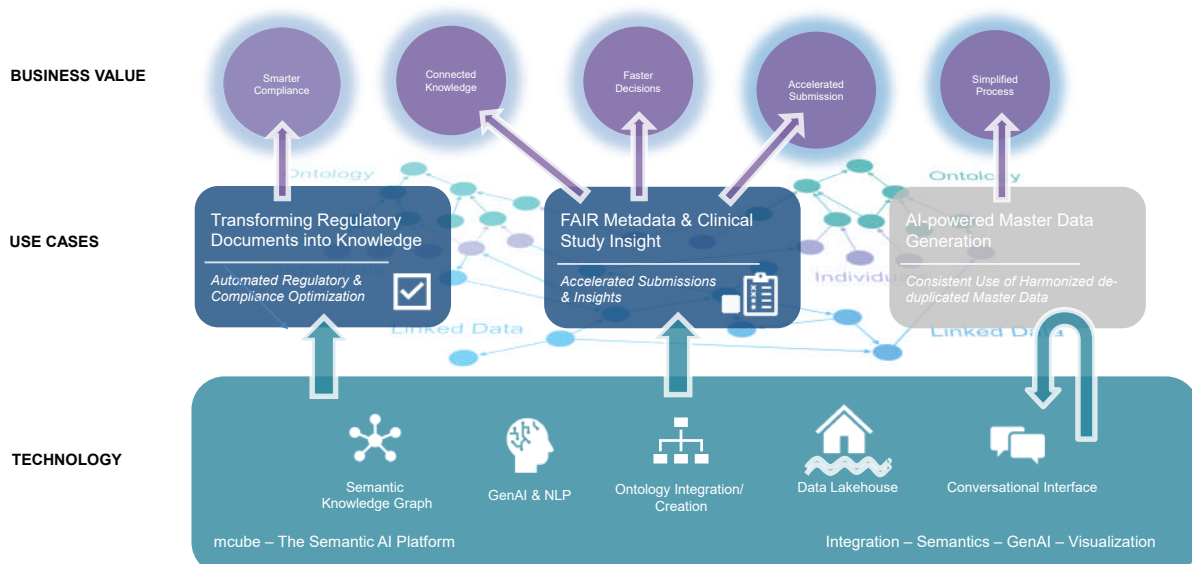 BUSINESS VALUE
Smarter
Compliance
Connected
Knowledge
Faster
Decisions
Accelerated
Submission
Simplified
Process
Ontology
Ontology
USE CASES
Transforming Regulatory
Documents into Knowledge
Automated Regulatory &
Compliance Optimization
FAIR Metadata & Clinical
Study Insight
Accelerated Submissions
& Insights
AI-powered Master Data
Generation
Consistent Use of Harmonized de-
duplicated Master Data
Linked Data
Linked Data
TECHNOLOGY
Semantic
Knowledge Graph
GenAI & NLP
Ontology Integration/
Creation
Data Lakehouse
Conversational Interface
mcube – The Semantic AI Platform
Integration – Semantics – GenAI – Visualization